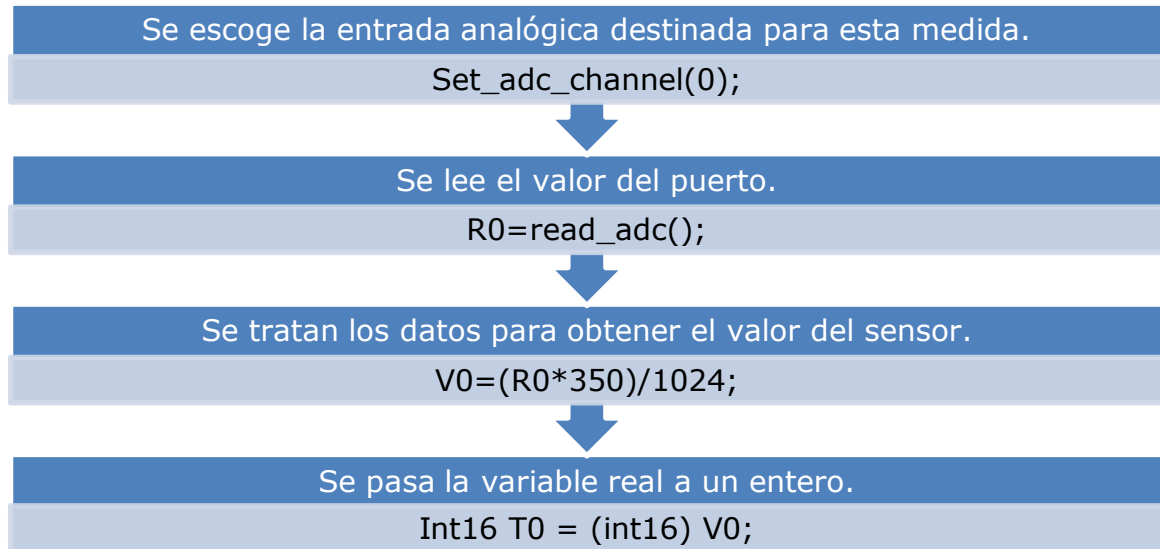 Se escoge la entrada analógica destinada para esta medida.
Set_adc_channel(0);
Se lee el valor del puerto.
R0=read_adc();
Se tratan los datos para obtener el valor del sensor.
V0=(R0*350)/1024;
Se pasa la variable real a un entero.
Int16 T0 = (int16) V0;